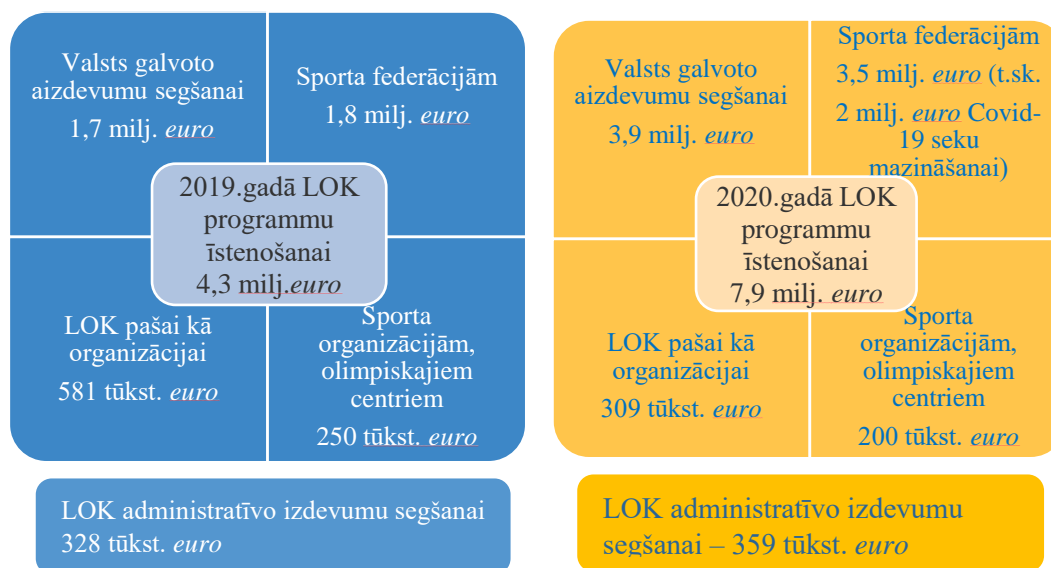 Valsts galvoto
aizdevumu segšanai
1,7 milj. euro
Sporta federācijām
1,8 milj. euro
2019.gadā LOK
programmu
īstenošanai
4,3 milj.euro
LOK pašai kā
organizācijai
581 tūkst. euro
Sporta
organizācijām,
olimpiskajiem
centriem
250 tūkst. euro
LOK administratīvo izdevumu segšanai
328 tūkst. euro
Valsts galvoto
aizdevumu segšanai
3,9 milj. euro
Sporta federācijām
3,5 milj. euro (t.sk.
2 milj. euro Covid-
19 seku
mazināšanai)
2020.gadā LOK
programmu
īstenošanai
7,9 milj. euro
LOK pašai kā
organizācijai
309 tūkst. euro
Sporta
organizācijām,
olimpiskajiem
centriem
200 tūkst. euro
LOK administratīvo izdevumu
segšanai – 359 tūkst. euro